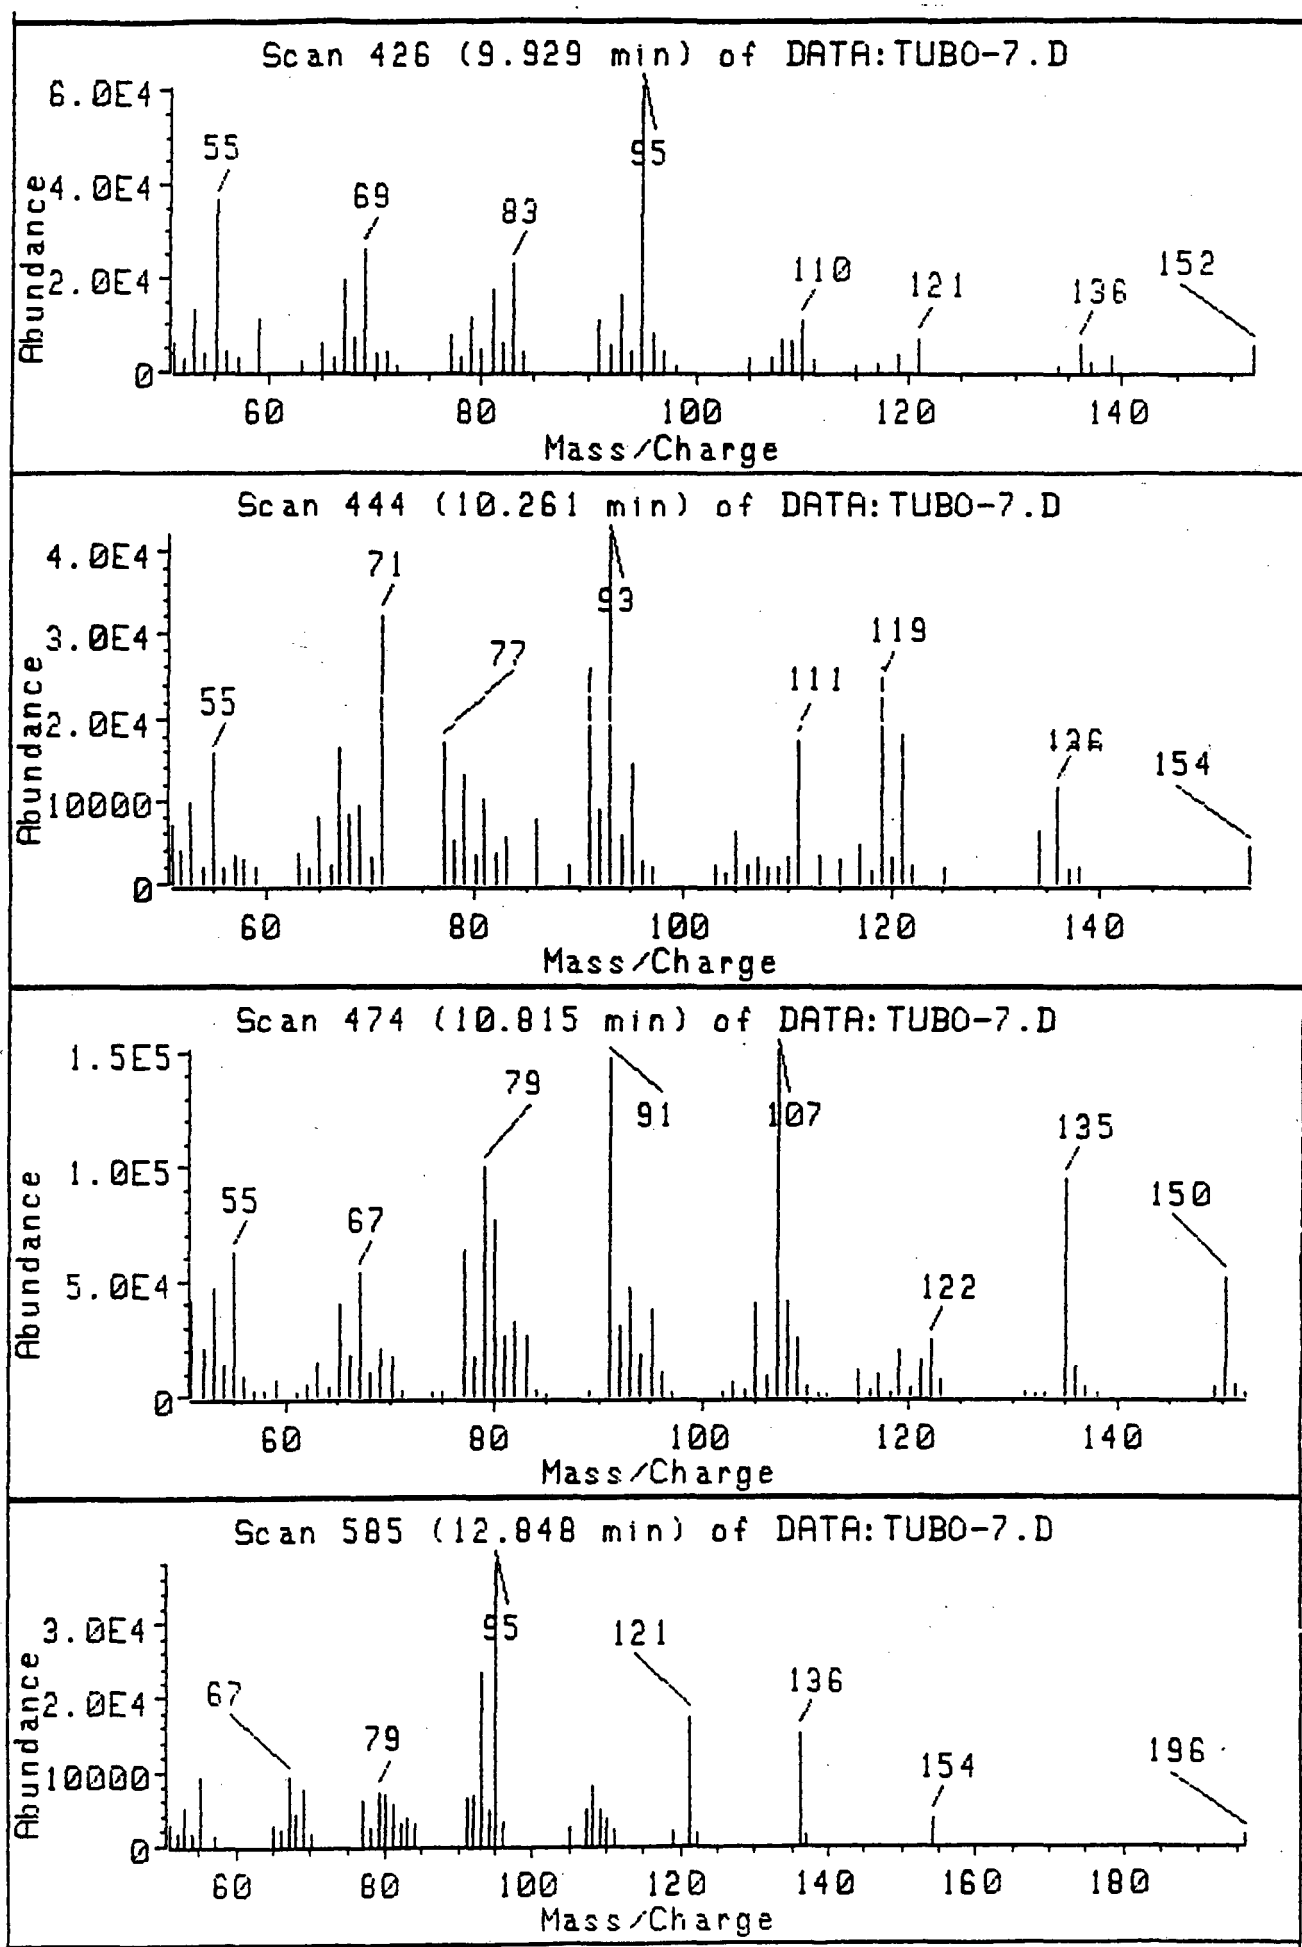 Scan 426 (9.929 min) of DATA:TUBO-7.D
6.0E4
4.0E4
2.0E4
0
Abundance
55
69
83
95
110
121
136
152
60 80 100 120 140
Mass/Charge
Scan 444 (10.261 min) of DATA:TUBO-7.D
4.0E4
3.0E4
2.0E4
10000
0
Abundance
55
71
77
93
111
119
136
154
60 80 100 120 140
Mass/Charge
Scan 474 (10.815 min) of DATA:TUBO-7.D
1.5E5
1.0E5
5.0E4
0
Abundance
55
67
79
91
107
122
135
150
60 80 100 120 140
Mass/Charge
Scan 585 (12.848 min) of DATA:TUBO-7.D
3.0E4
2.0E4
10000
0
Abundance
67
79
95
121
136
154
196
60 80 100 120 140 160 180
Mass/Charge